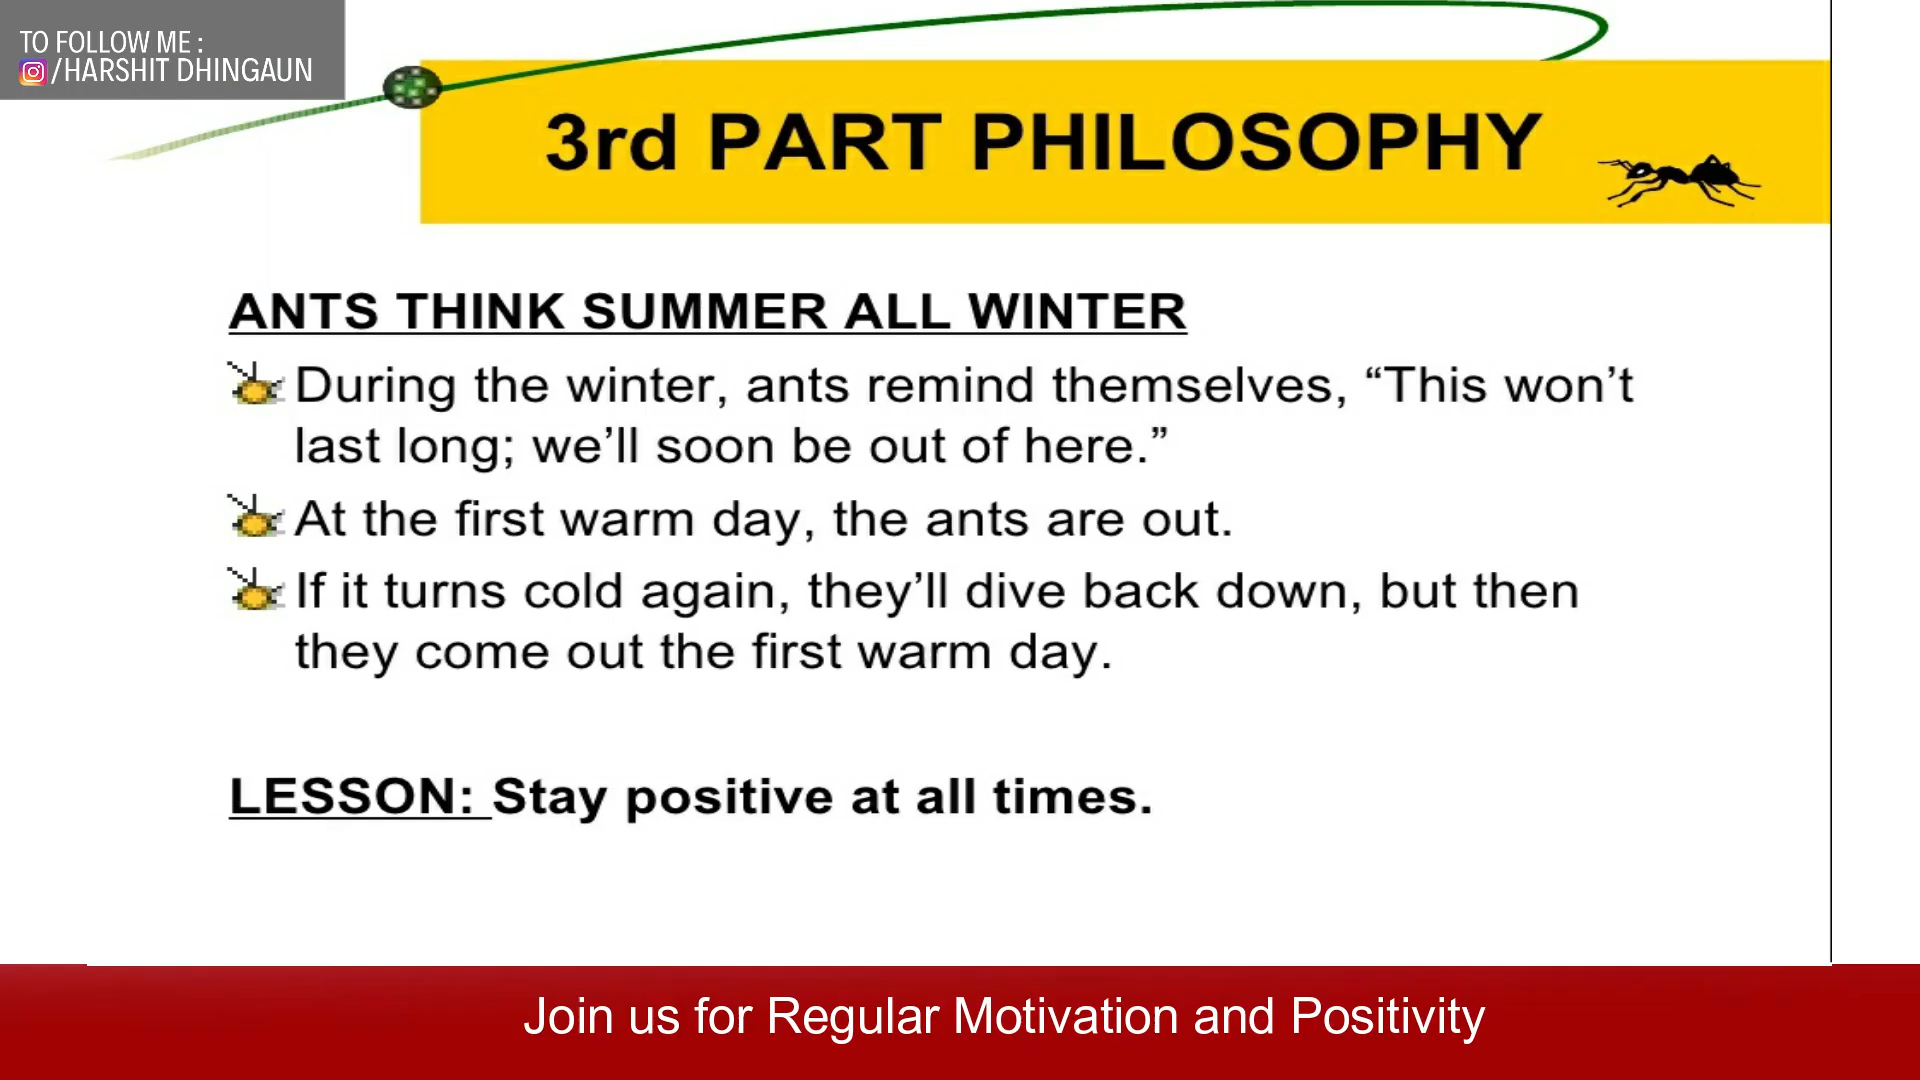 TO FOLLOW ME :
/HARSHIT DHINGAUN
3rd PART PHILOSOPHY
ANTS THINK SUMMER ALL WINTER
During the winter, ants remind themselves, “This won’t
last long; we’ll soon be out of here.”
At the first warm day, the ants are out.
If it turns cold again, they’ll dive back down, but then
they come out the first warm day.
LESSON: Stay positive at all times.
Join us for Regular Motivation and Positivity